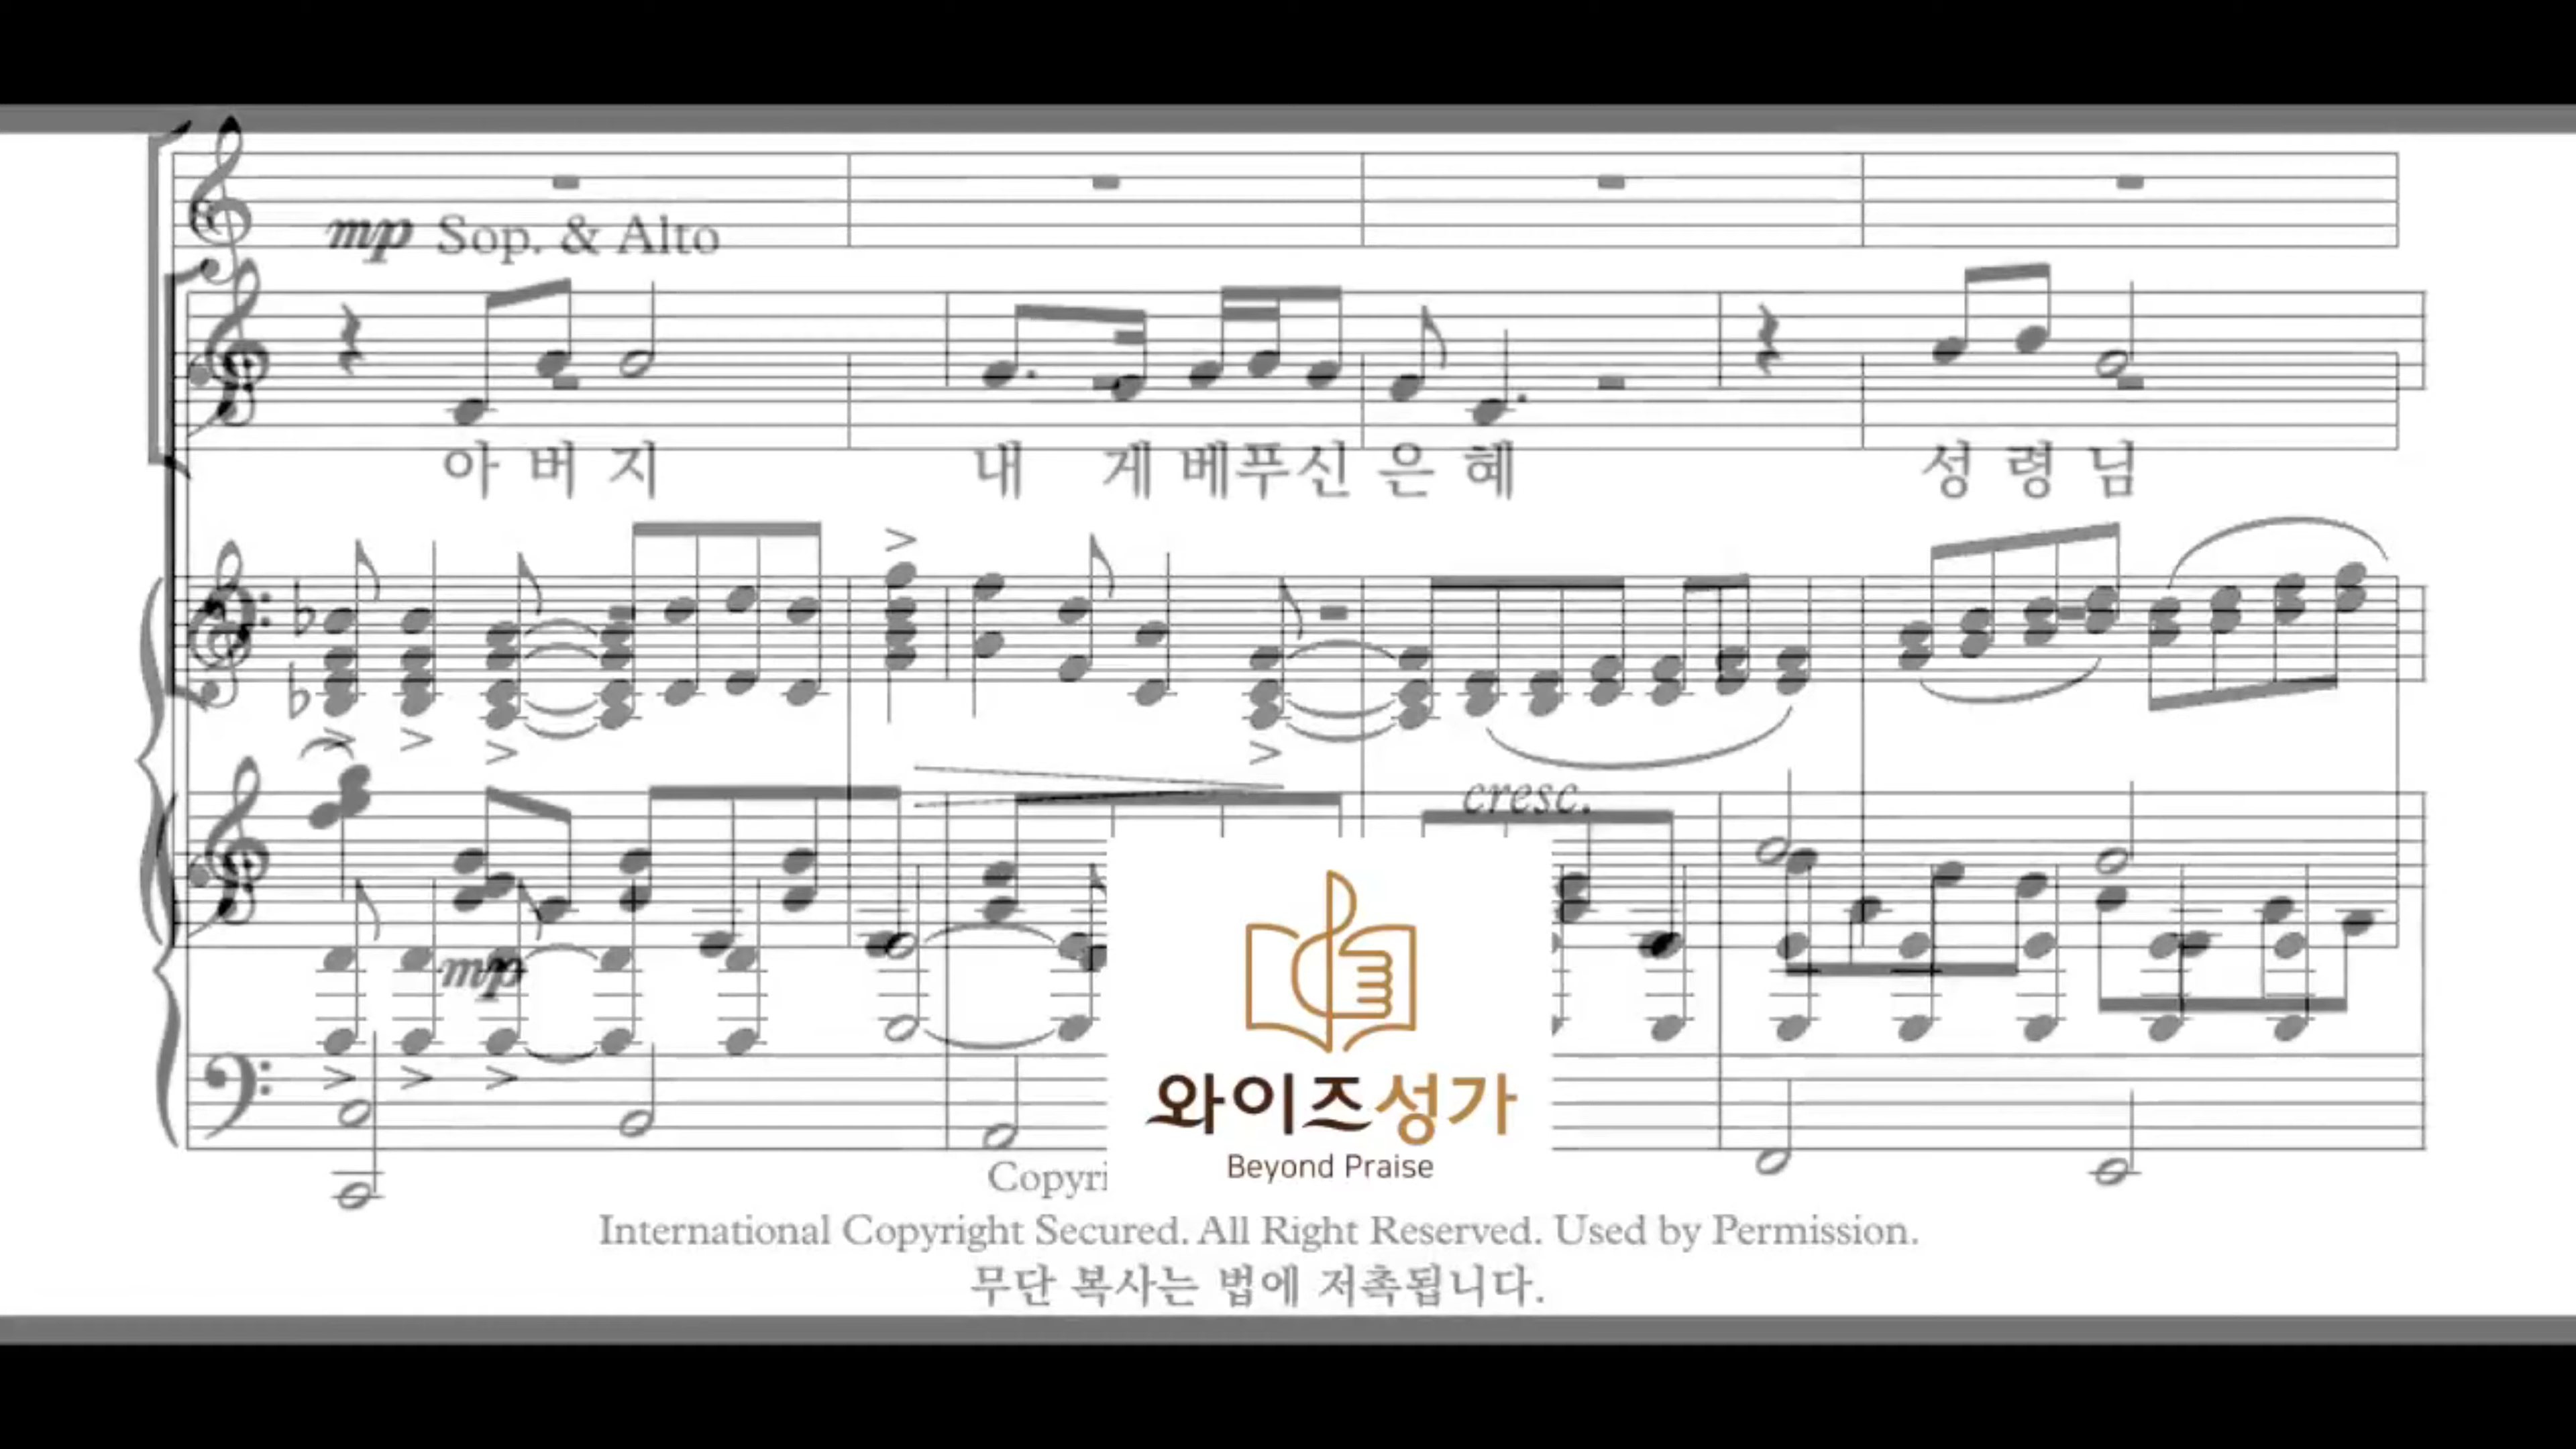 mp Sop. & Alto
아 버 지 내 게 베푸신 은 혜 성 령 님
cresc.
mp
와이즈성가
Beyond Praise
International Copyright Secured. All Right Reserved. Used by Permission.
무단 복사는 법에 저촉됩니다.